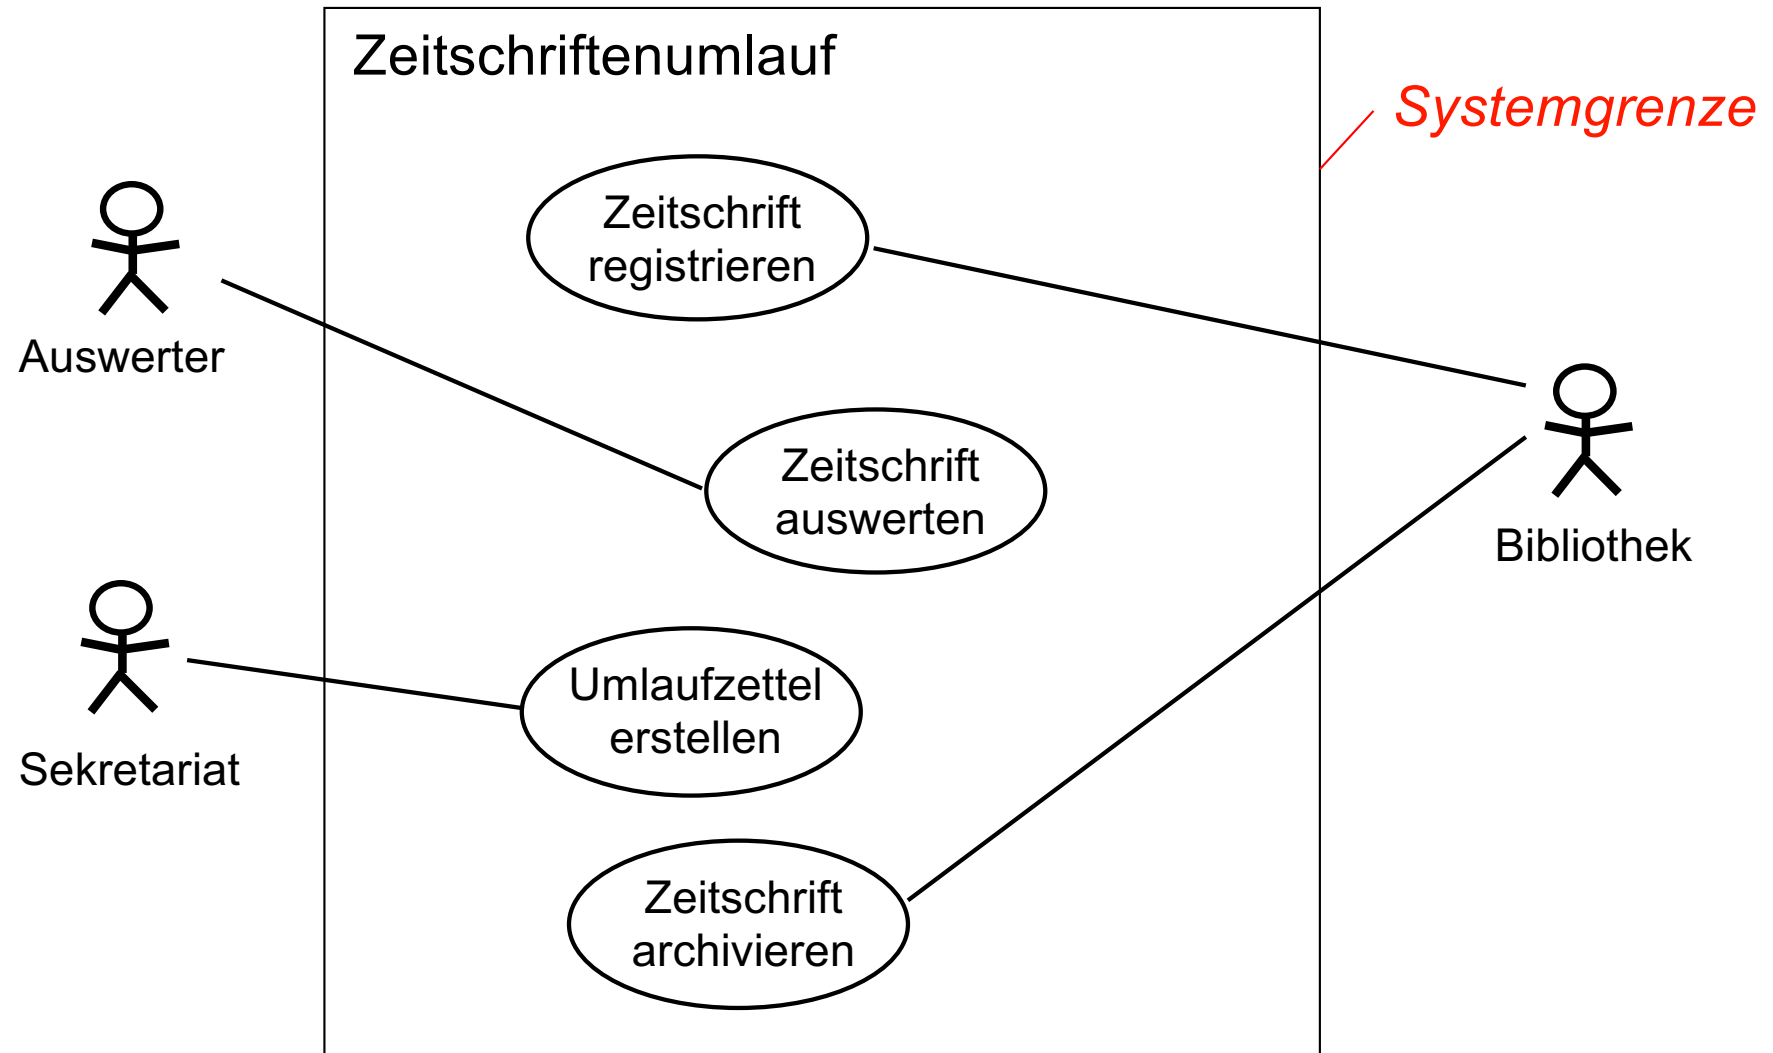 Zeitschriftenumlauf
Systemgrenze
Zeitschrift
registrieren
Auswerter
Zeitschrift
auswerten
Bibliothek
Umlaufzettel
erstellen
Sekretariat
Zeitschrift
archivieren